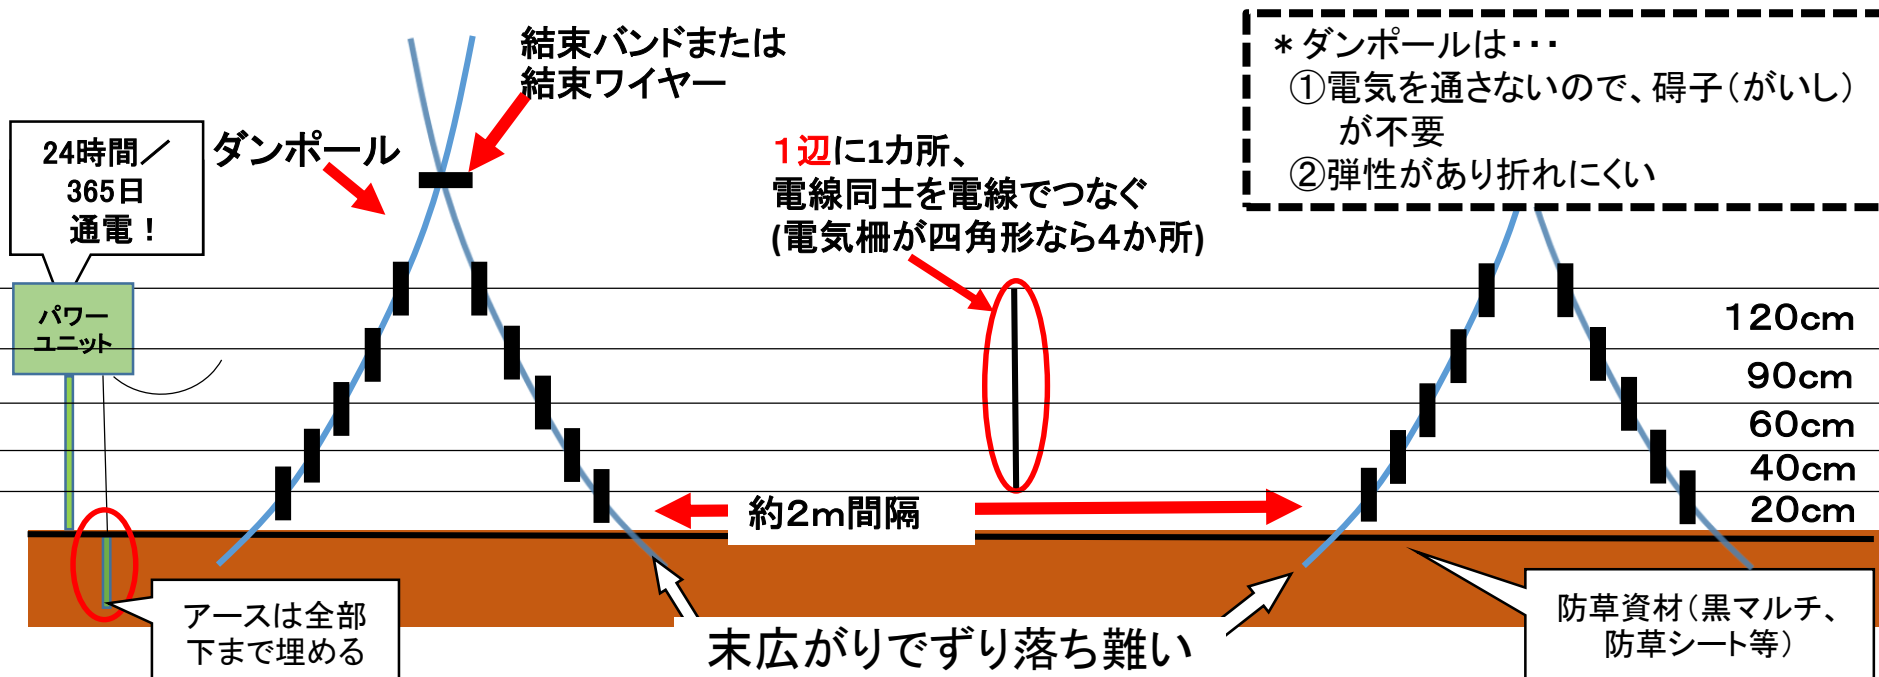 結束バンドまたは
結束ワイヤー
ダンポール
24時間／
365日
通電！
パワー
ユニット
1辺に1カ所、
電線同士を電線でつなぐ
(電気柵が四角形なら4か所)
＊ダンポールは・・・
①電気を通さないので、碍子(がいし)
が不要
②弾性があり折れにくい
120cm
90cm
60cm
40cm
20cm
約2m間隔
アースは全部
下まで埋める
末広がりでずり落ち難い
防草資材(黒マルチ、
防草シート等)